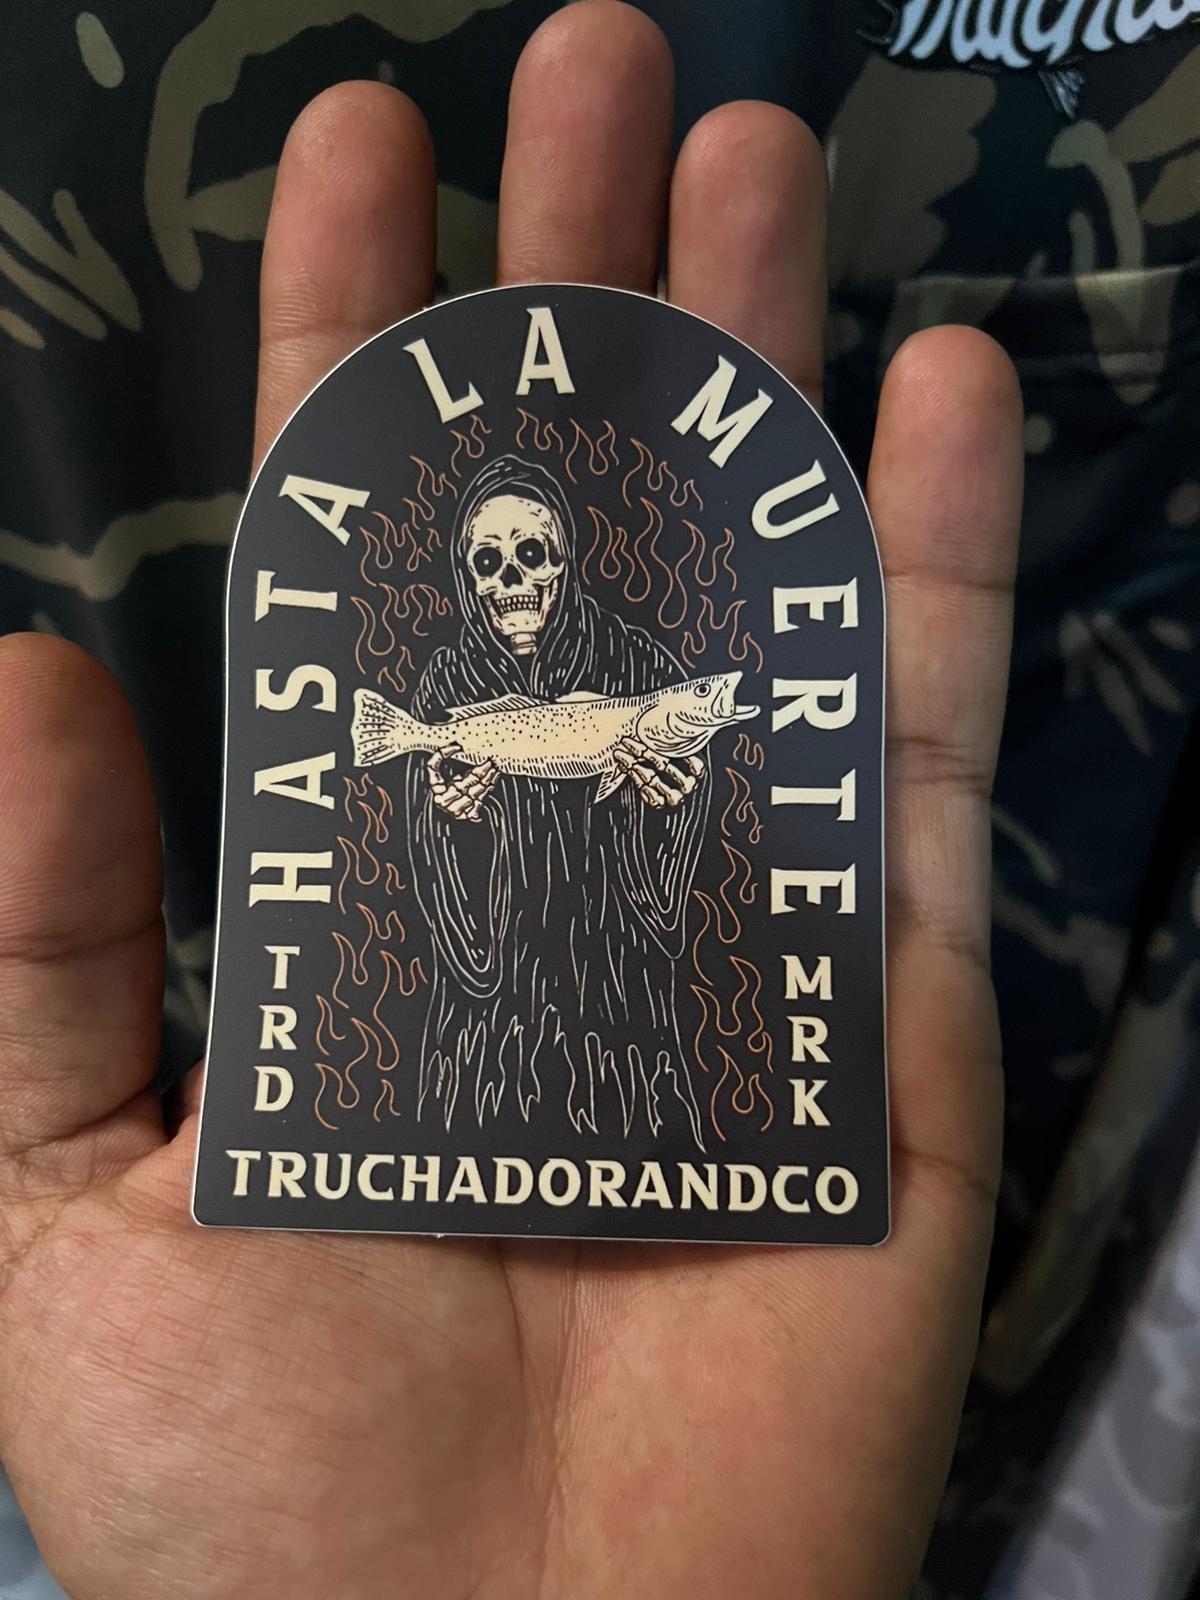 HASTA LA MUERTE
TRD
MRK
TRUCHADORANDCO